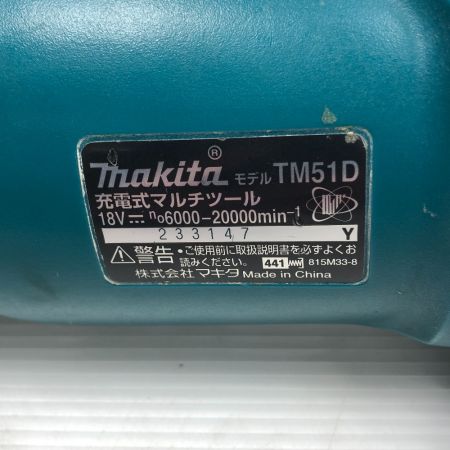 makita® モデル TM51D
充電式マルチツール
18V⎓ n₀6000-20000min⁻¹
233147 Y
⚠警告 ・ご使用前に取扱説明書を必ずよくお
読みください。 441 815M33-8
株式会社 マキタ Made in China